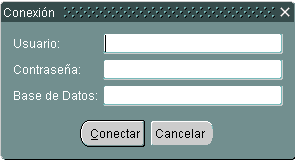 Conexión
Usuario:
Contraseña:
Base de Datos:
Conectar Cancelar